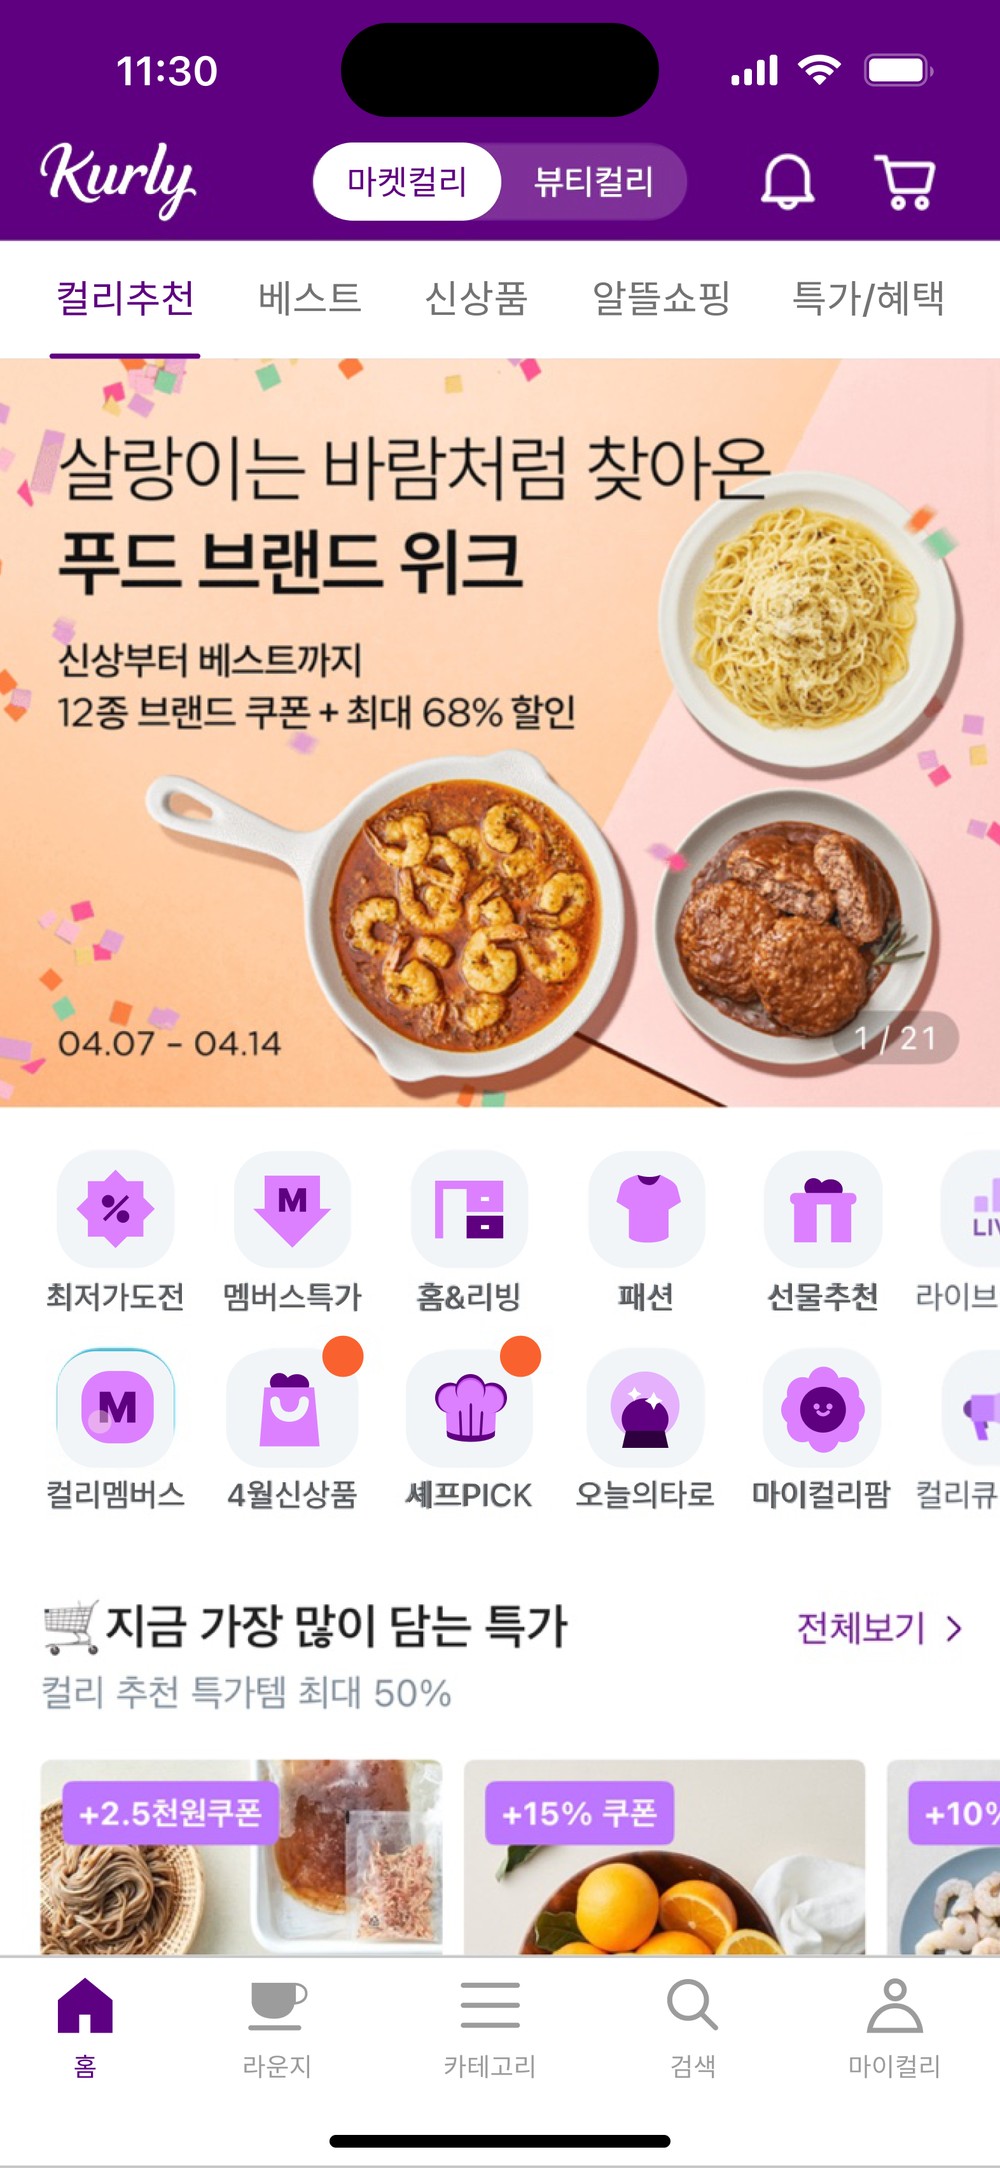 11:30
Kurly
마켓컬리
뷰티컬리
컬리추천
베스트
신상품
알뜰쇼핑
특가/혜택
살랑이는 바람처럼 찾아온
푸드 브랜드 위크
신상부터 베스트까지
12종 브랜드 쿠폰 + 최대 68% 할인
04.07 - 04.14
1 / 21
%
M
LIV
최저가도전
멤버스특가
홈&리빙
패션
선물추천
라이브
M
컬리멤버스
4월신상품
셰프PICK
오늘의타로
마이컬리팜
컬리큐
지금 가장 많이 담는 특가
전체보기 >
컬리 추천 특가템 최대 50%
+2.5천원쿠폰
+15% 쿠폰
+10%
홈
라운지
카테고리
검색
마이컬리